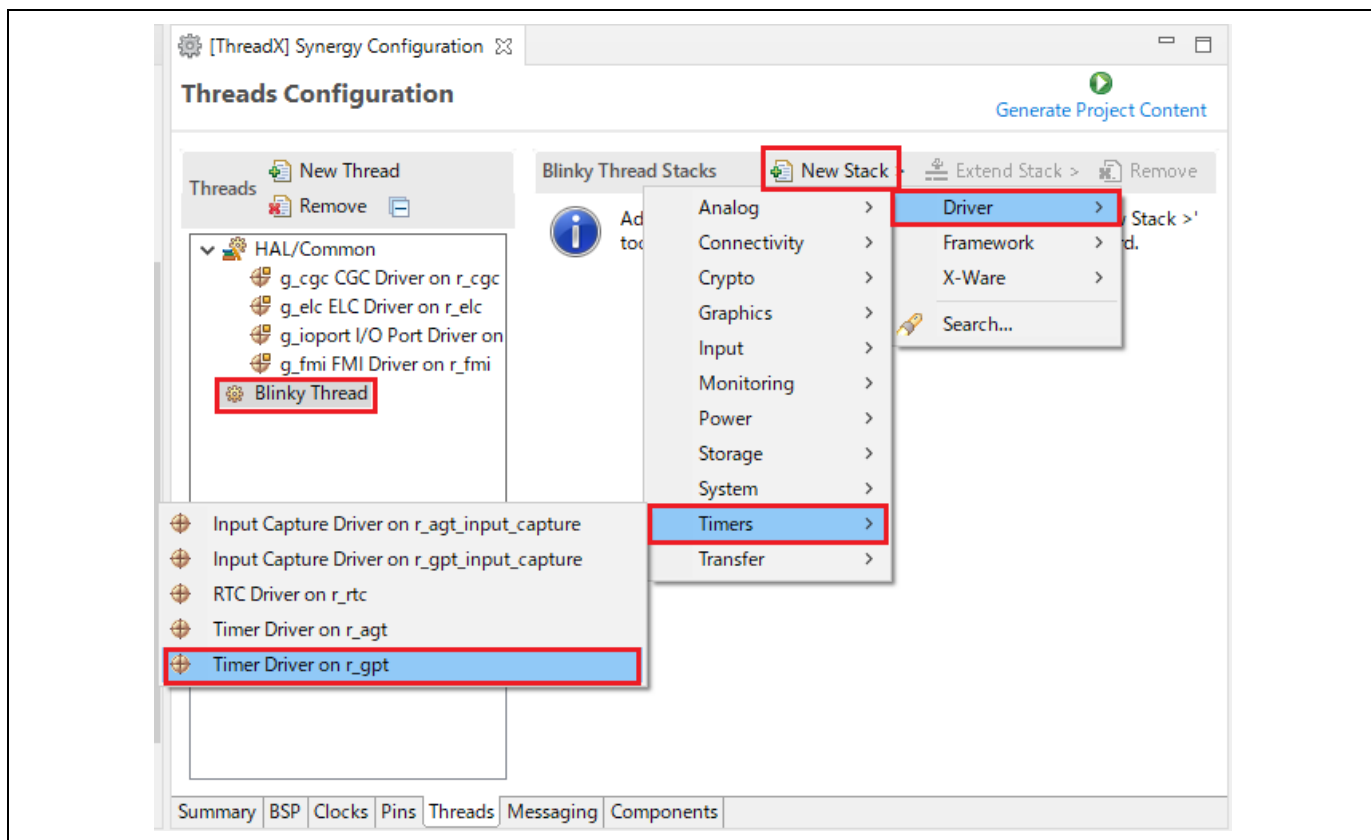 [ThreadX] Synergy Configuration
Threads Configuration
Generate Project Content
Threads
New Thread
Remove
HAL/Common
g_cgc CGC Driver on r_cgc
g_elc ELC Driver on r_elc
g_ioport I/O Port Driver on
g_fmi FMI Driver on r_fmi
Blinky Thread
Blinky Thread Stacks
New Stack >
Extend Stack >
Remove
Stack >'
Analog >
Connectivity >
Crypto >
Graphics >
Input >
Monitoring >
Power >
Storage >
System >
Timers >
Transfer >
Driver >
Framework >
X-Ware >
Search...
Input Capture Driver on r_agt_input_capture
Input Capture Driver on r_gpt_input_capture
RTC Driver on r_rtc
Timer Driver on r_agt
Timer Driver on r_gpt
Summary BSP Clocks Pins Threads Messaging Components